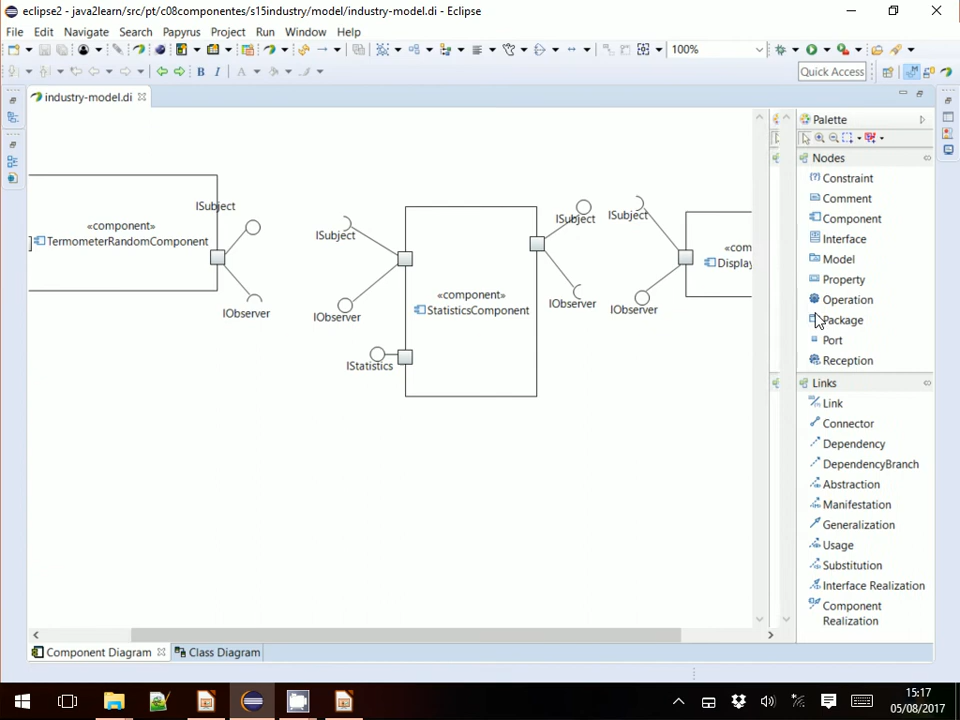 eclipse2 - java2learn/src/pt/c08componentes/s15industry/model/industry-model.di - Eclipse
File Edit Navigate Search Papyrus Project Run Window Help
100%
B I A Quick Access
industry-model.di
Palette
Nodes
Constraint
Comment
Component
Interface
Model
Property
Operation
Package
Port
Reception
Links
Link
Connector
Dependency
DependencyBranch
Abstraction
Manifestation
Generalization
Usage
Substitution
Interface Realization
Component
Realization
«component»
TermometerRandomComponent
ISubject
IObserver
ISubject
IObserver
IStatistics
«component»
StatisticsComponent
ISubject
IObserver
ISubject
IObserver
«com
Display
Component Diagram Class Diagram
15:17
05/08/2017